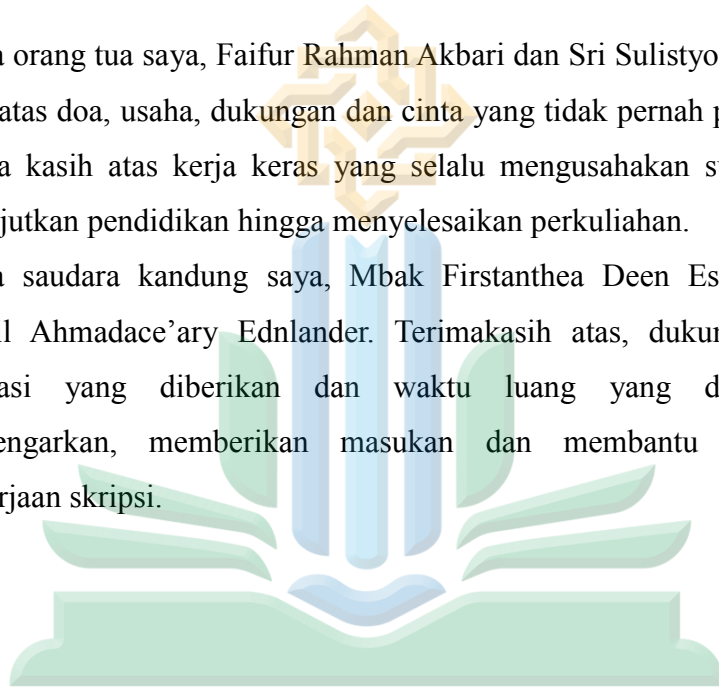 a orang tua saya, Faifur Rahman Akbari dan Sri Sulistyo
atas doa, usaha, dukungan dan cinta yang tidak pernah p
a kasih atas kerja keras yang selalu mengusahakan s
jutkan pendidikan hingga menyelesaikan perkuliahan.
a saudara kandung saya, Mbak Firstanthea Deen Es
l Ahmadace’ary Ednlander. Terimakasih atas, dukun
asi yang diberikan dan waktu luang yang d
engarkan, memberikan masukan dan membantu
rjaan skripsi.